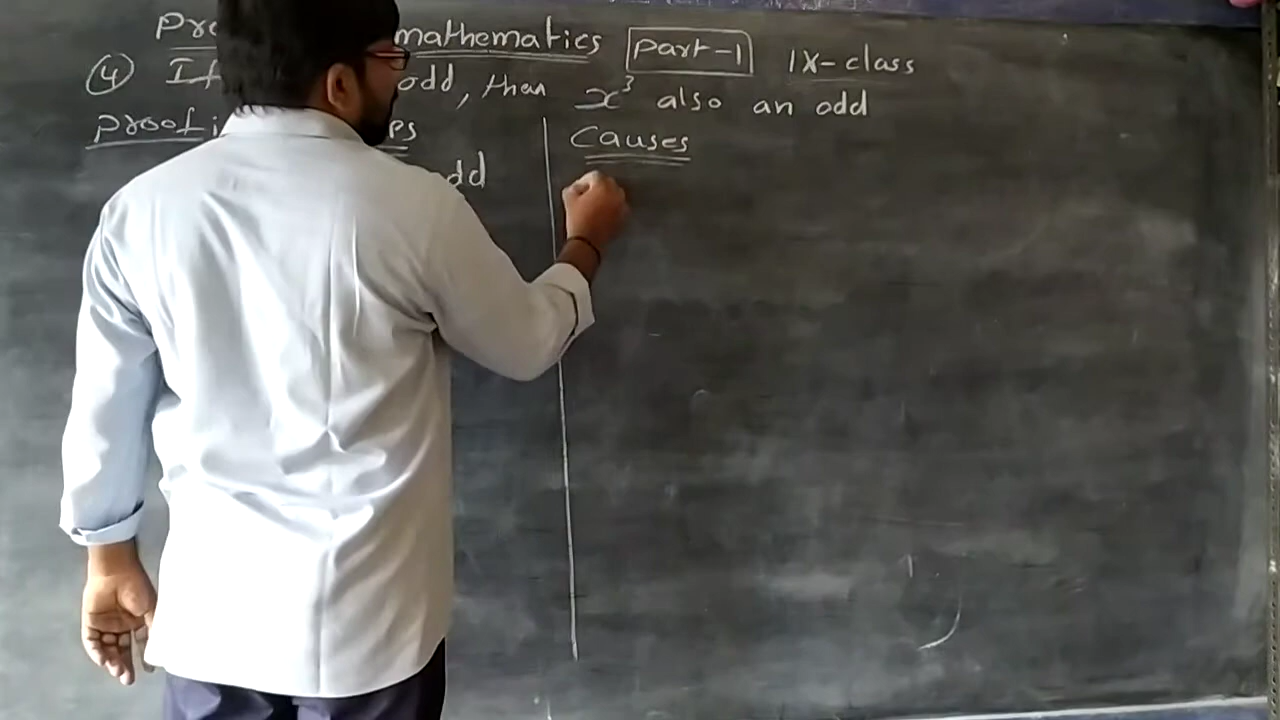 Pro mathematics Part-1 IX-class
④ If odd, then x³ also an odd
Proof: ps Causes
dd